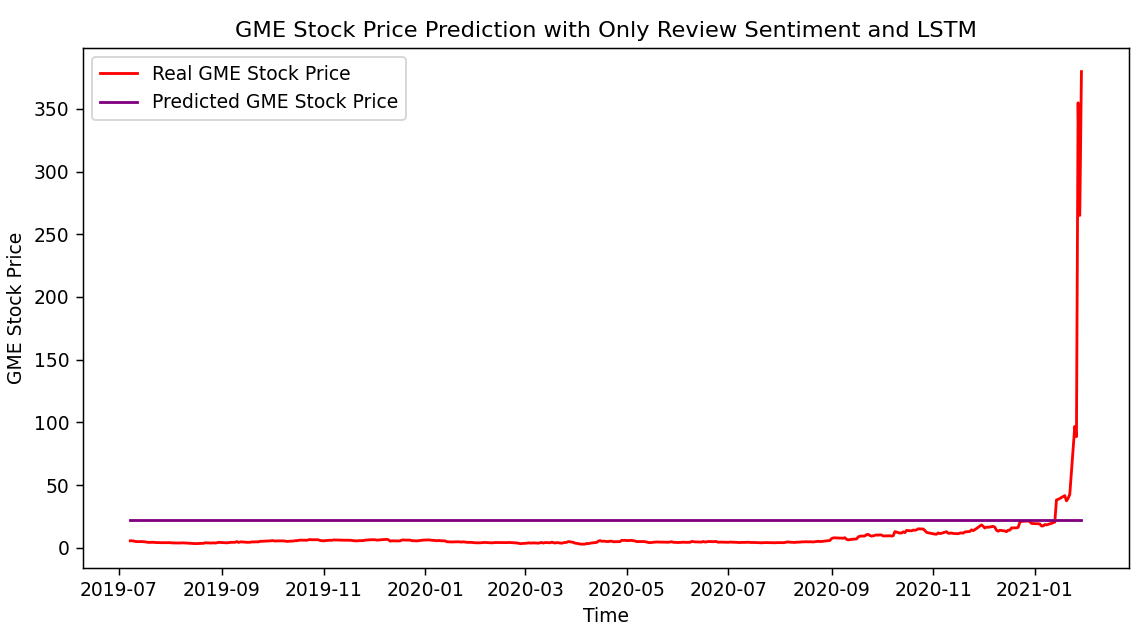 GME Stock Price Prediction with Only Review Sentiment and LSTM
Real GME Stock Price
Predicted GME Stock Price
GME Stock Price
350
300
250
200
150
100
50
0
2019-07 2019-09 2019-11 2020-01 2020-03 2020-05 2020-07 2020-09 2020-11 2021-01
Time